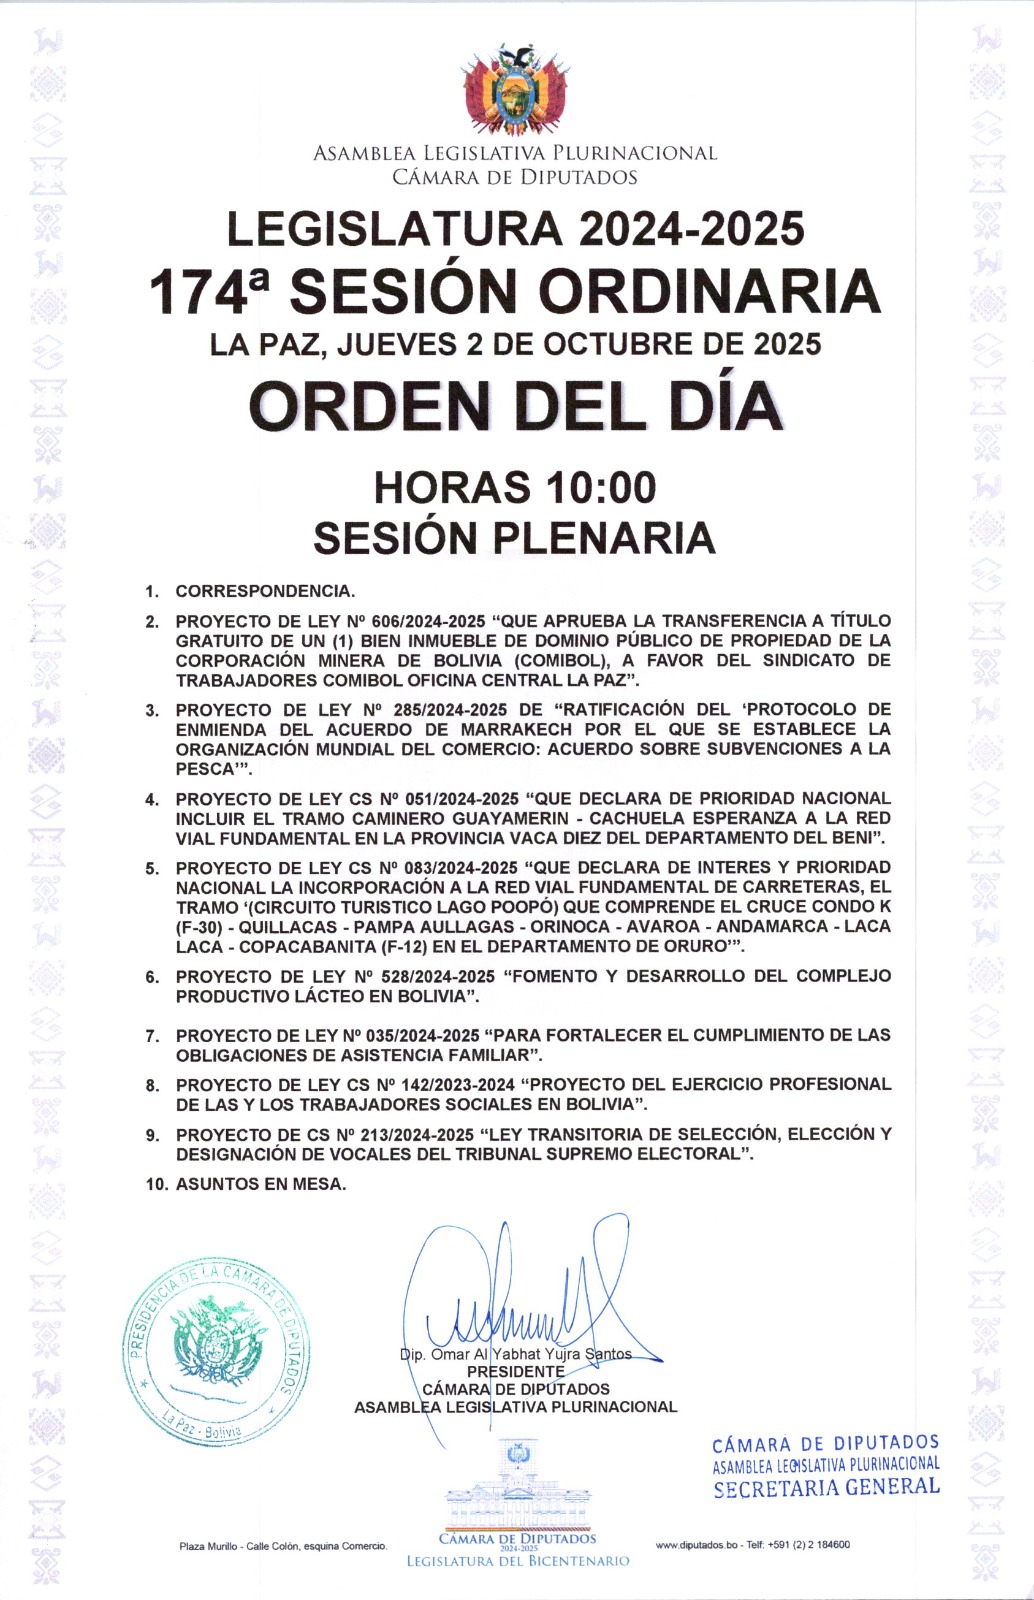 ASAMBLEA LEGISLATIVA PLURINACIONAL
CÁMARA DE DIPUTADOS
LEGISLATURA 2024-2025
174ª SESIÓN ORDINARIA
LA PAZ, JUEVES 2 DE OCTUBRE DE 2025
ORDEN DEL DÍA
HORAS 10:00
SESIÓN PLENARIA
1. CORRESPONDENCIA.
2. PROYECTO DE LEY Nº 606/2024-2025 “QUE APRUEBA LA TRANSFERENCIA A TÍTULO
GRATUITO DE UN (1) BIEN INMUEBLE DE DOMINIO PÚBLICO DE PROPIEDAD DE LA
CORPORACIÓN MINERA DE BOLIVIA (COMIBOL), A FAVOR DEL SINDICATO DE
TRABAJADORES COMIBOL OFICINA CENTRAL LA PAZ”.
3. PROYECTO DE LEY Nº 285/2024-2025 DE “RATIFICACIÓN DEL ‘PROTOCOLO DE
ENMIENDA DEL ACUERDO DE MARRAKECH POR EL QUE SE ESTABLECE LA
ORGANIZACIÓN MUNDIAL DEL COMERCIO: ACUERDO SOBRE SUBVENCIONES A LA
PESCA’”.
4. PROYECTO DE LEY CS Nº 051/2024-2025 “QUE DECLARA DE PRIORIDAD NACIONAL
INCLUIR EL TRAMO CAMINERO GUAYAMERIN - CACHUELA ESPERANZA A LA RED
VIAL FUNDAMENTAL EN LA PROVINCIA VACA DIEZ DEL DEPARTAMENTO DEL BENI”.
5. PROYECTO DE LEY CS Nº 083/2024-2025 “QUE DECLARA DE INTERES Y PRIORIDAD
NACIONAL LA INCORPORACIÓN A LA RED VIAL FUNDAMENTAL DE CARRETERAS, EL
TRAMO ‘(CIRCUITO TURISTICO LAGO POOPÓ) QUE COMPRENDE EL CRUCE CONDO K
(F-30) - QUILLACAS - PAMPA AULLAGAS - ORINOCA - AVAROA - ANDAMARCA - LACA
LACA - COPACABANITA (F-12) EN EL DEPARTAMENTO DE ORURO’”.
6. PROYECTO DE LEY Nº 528/2024-2025 “FOMENTO Y DESARROLLO DEL COMPLEJO
PRODUCTIVO LÁCTEO EN BOLIVIA”.
7. PROYECTO DE LEY Nº 035/2024-2025 “PARA FORTALECER EL CUMPLIMIENTO DE LAS
OBLIGACIONES DE ASISTENCIA FAMILIAR”.
8. PROYECTO DE LEY CS Nº 142/2023-2024 “PROYECTO DEL EJERCICIO PROFESIONAL
DE LAS Y LOS TRABAJADORES SOCIALES EN BOLIVIA”.
9. PROYECTO DE CS Nº 213/2024-2025 “LEY TRANSITORIA DE SELECCIÓN, ELECCIÓN Y
DESIGNACIÓN DE VOCALES DEL TRIBUNAL SUPREMO ELECTORAL”.
10. ASUNTOS EN MESA.
PRESIDENCIA DE LA CÁMARA DE DIPUTADOS
La Paz - Bolivia
Dip. Omar Al Yabhat Yujra Santos
PRESIDENTE
CÁMARA DE DIPUTADOS
ASAMBLEA LEGISLATIVA PLURINACIONAL
CÁMARA DE DIPUTADOS
ASAMBLEA LEGISLATIVA PLURINACIONAL
SECRETARIA GENERAL
Plaza Murillo - Calle Colón, esquina Comercio.
CÁMARA DE DIPUTADOS
2024-2025
LEGISLATURA DEL BICENTENARIO
www.diputados.bo - Telf: +591 (2) 2 184600